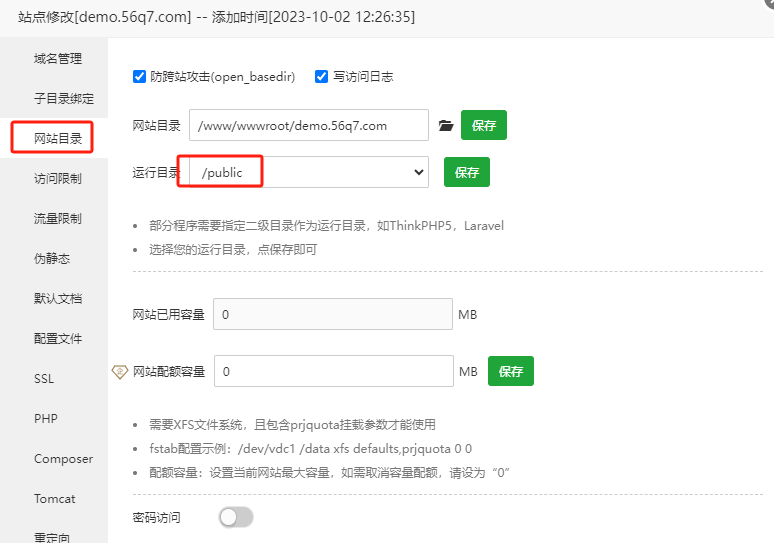 站点修改[demo.56q7.com] -- 添加时间[2023-10-02 12:26:35]
域名管理
子目录绑定
网站目录
访问限制
流量限制
伪静态
默认文档
配置文件
SSL
PHP
Composer
Tomcat
重定向
防跨站攻击(open_basedir) 写访问日志
网站目录 /www/wwwroot/demo.56q7.com 保存
运行目录 /public 保存
部分程序需要指定二级目录作为运行目录，如ThinkPHP5，Laravel
选择您的运行目录，点保存即可
网站已用容量 0 MB
网站配额容量 0 MB 保存
需要XFS文件系统，且包含prjquota挂载参数才能使用
fstab配置示例：/dev/vdc1 /data xfs defaults,prjquota 0 0
配额容量：设置当前网站最大容量，如需取消容量配额，请设为“0”
密码访问